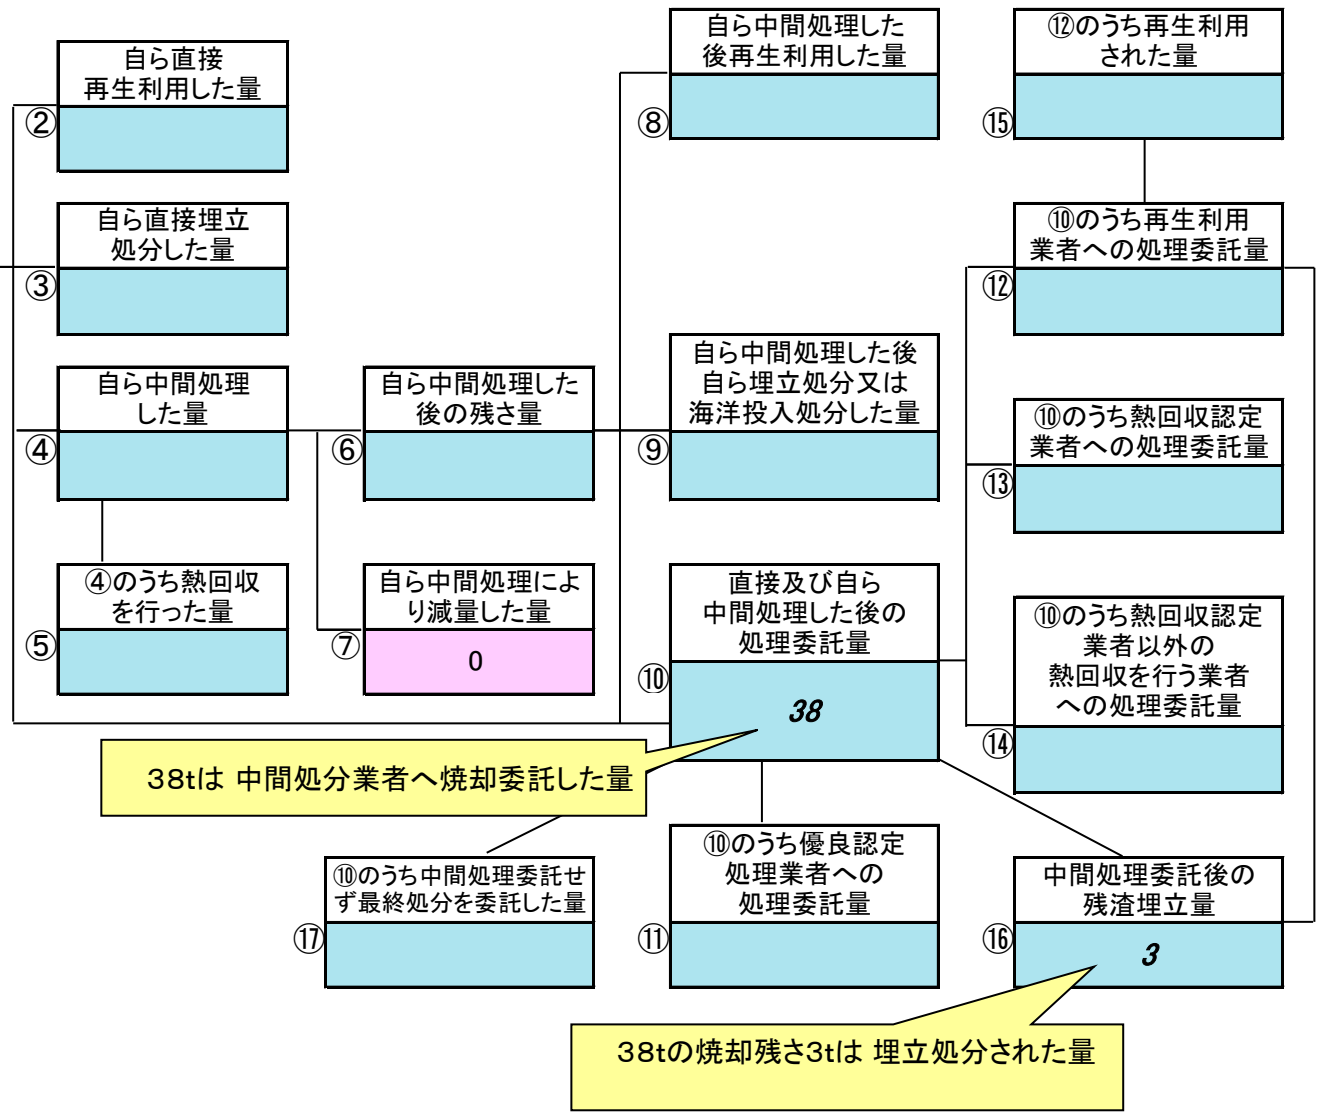 自ら直接
再生利用した量
②
自ら直接埋立
処分した量
③
自ら中間処理
した量
④
④のうち熱回収
を行った量
⑤
自ら中間処理した
後の残さ量
⑥
自ら中間処理によ
り減量した量
⑦
0
自ら中間処理した
後再生利用した量
⑧
自ら中間処理した後
自ら埋立処分又は
海洋投入処分した量
⑨
直接及び自ら
中間処理した後の
処理委託量
⑩
38
38tは 中間処分業者へ焼却委託した量
⑫のうち再生利用
された量
⑮
⑩のうち再生利用
業者への処理委託量
⑫
⑩のうち熱回収認定
業者への処理委託量
⑬
⑩のうち熱回収認定
業者以外の
熱回収を行う業者
への処理委託量
⑭
⑩のうち中間処理委託せ
ず最終処分を委託した量
⑰
⑩のうち優良認定
処理業者への
処理委託量
⑪
中間処理委託後の
残渣埋立量
⑯
3
38tの焼却残さ3tは 埋立処分された量